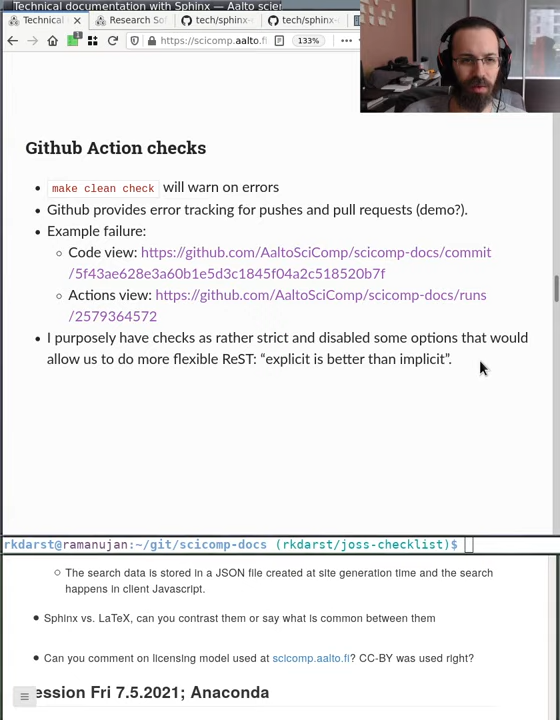 Technical documentation with Sphinx — Aalto scien
Technical
Research So
tech/sphinx-
tech/sphinx-
https://scicomp.aalto.fi
133%
Github Action checks
• make clean check will warn on errors
• Github provides error tracking for pushes and pull requests (demo?).
• Example failure:
◦ Code view: https://github.com/AaltoSciComp/scicomp-docs/commit
/5f43ae628e3a60b1e5d3c1845f04a2c518520b7f
◦ Actions view: https://github.com/AaltoSciComp/scicomp-docs/runs
/2579364572
• I purposely have checks as rather strict and disabled some options that would
allow us to do more flexible ReST: “explicit is better than implicit”.
rkdarst@ramanujan:~/git/scicomp-docs (rkdarst/joss-checklist)$
◦ The search data is stored in a JSON file created at site generation time and the search
happens in client Javascript.
• Sphinx vs. LaTeX, can you contrast them or say what is common between them
• Can you comment on licensing model used at scicomp.aalto.fi? CC-BY was used right?
ession Fri 7.5.2021; Anaconda